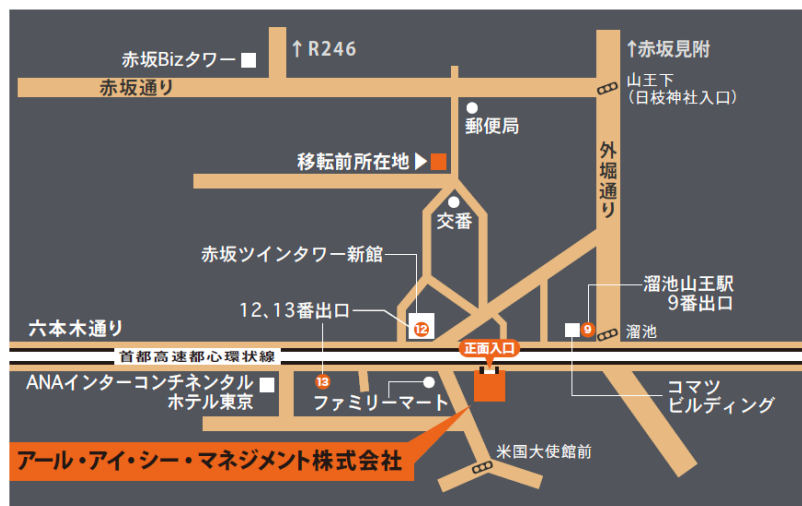 ↑R246
↑赤坂見附
赤坂Bizタワー
赤坂通り
山王下
(日枝神社入口)
郵便局
移転前所在地
外堀通り
交番
赤坂ツインタワー新館
溜池山王駅
9番出口
12、13番出口
六本木通り
12
9
溜池
正面入口
首都高速都心環状線
ANAインターコンチネンタル
ホテル東京
13
ファミリーマート
コマツ
ビルディング
アール・アイ・シー・マネジメント株式会社
米国大使館前